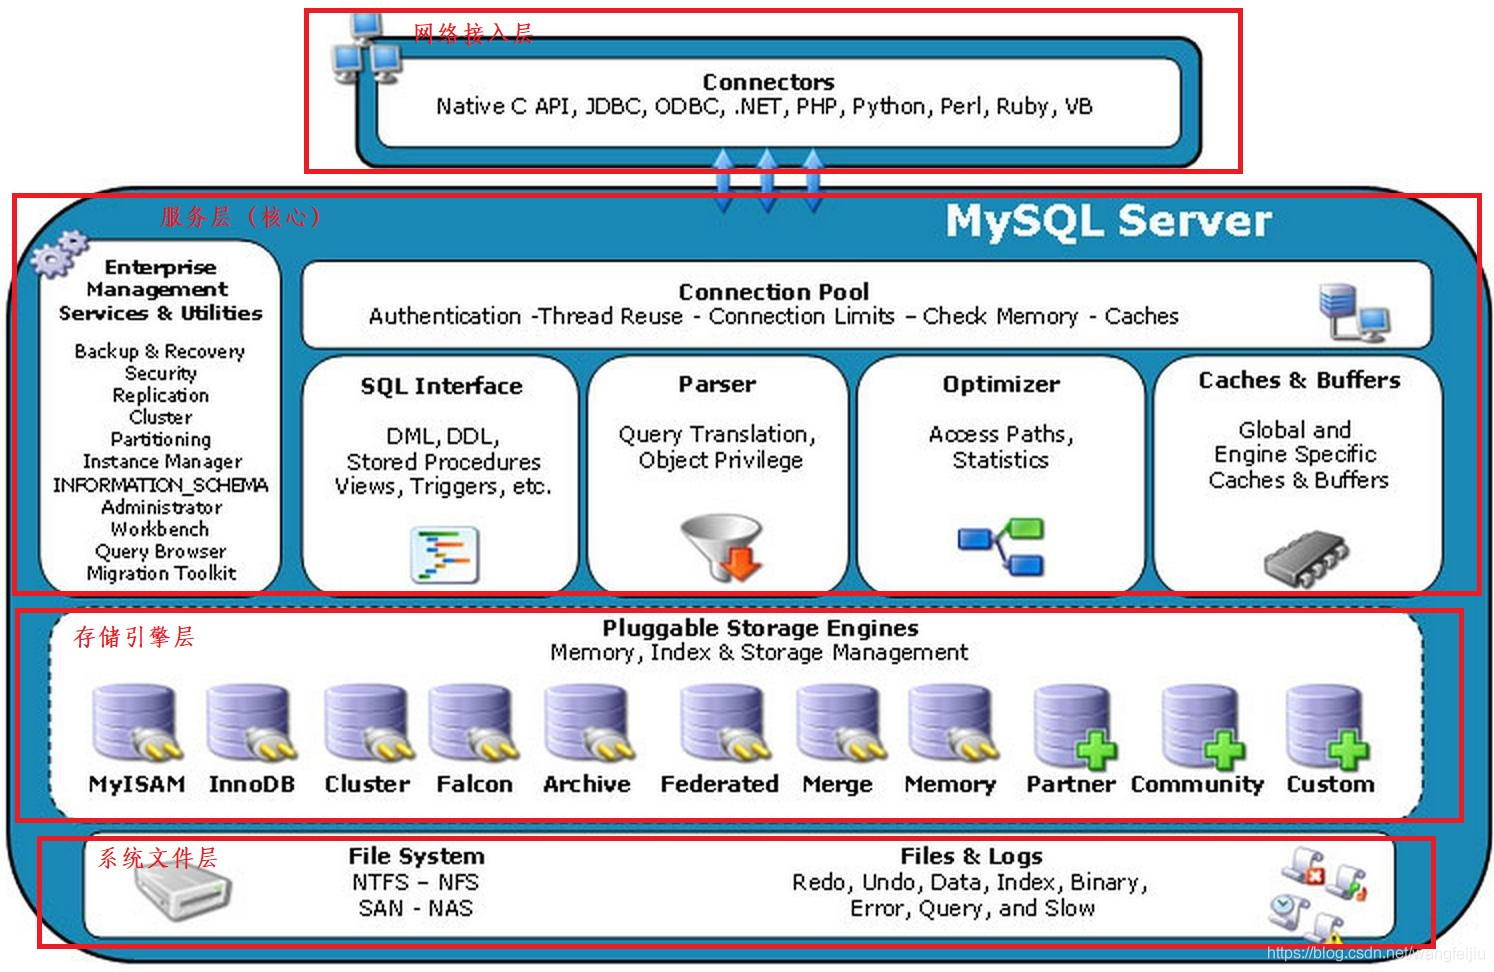 网络接入层
Connectors
Native C API, JDBC, ODBC, .NET, PHP, Python, Perl, Ruby, VB
服务层（核心）
MySQL Server
Enterprise
Management
Services & Utilities
Backup & Recovery
Security
Replication
Cluster
Partitioning
Instance Manager
INFORMATION_SCHEMA
Administrator
Workbench
Query Browser
Migration Toolkit
Connection Pool
Authentication -Thread Reuse - Connection Limits – Check Memory - Caches
SQL Interface
DML, DDL,
Stored Procedures
Views, Triggers, etc.
Parser
Query Translation,
Object Privilege
Optimizer
Access Paths,
Statistics
Caches & Buffers
Global and
Engine Specific
Caches & Buffers
存储引擎层
Pluggable Storage Engines
Memory, Index & Storage Management
MyISAM InnoDB Cluster Falcon Archive Federated Merge Memory Partner Community Custom
系统文件层
File System
NTFS – NFS
SAN - NAS
Files & Logs
Redo, Undo, Data, Index, Binary,
Error, Query, and Slow
https://blog.csdn.net/wangfeijiu